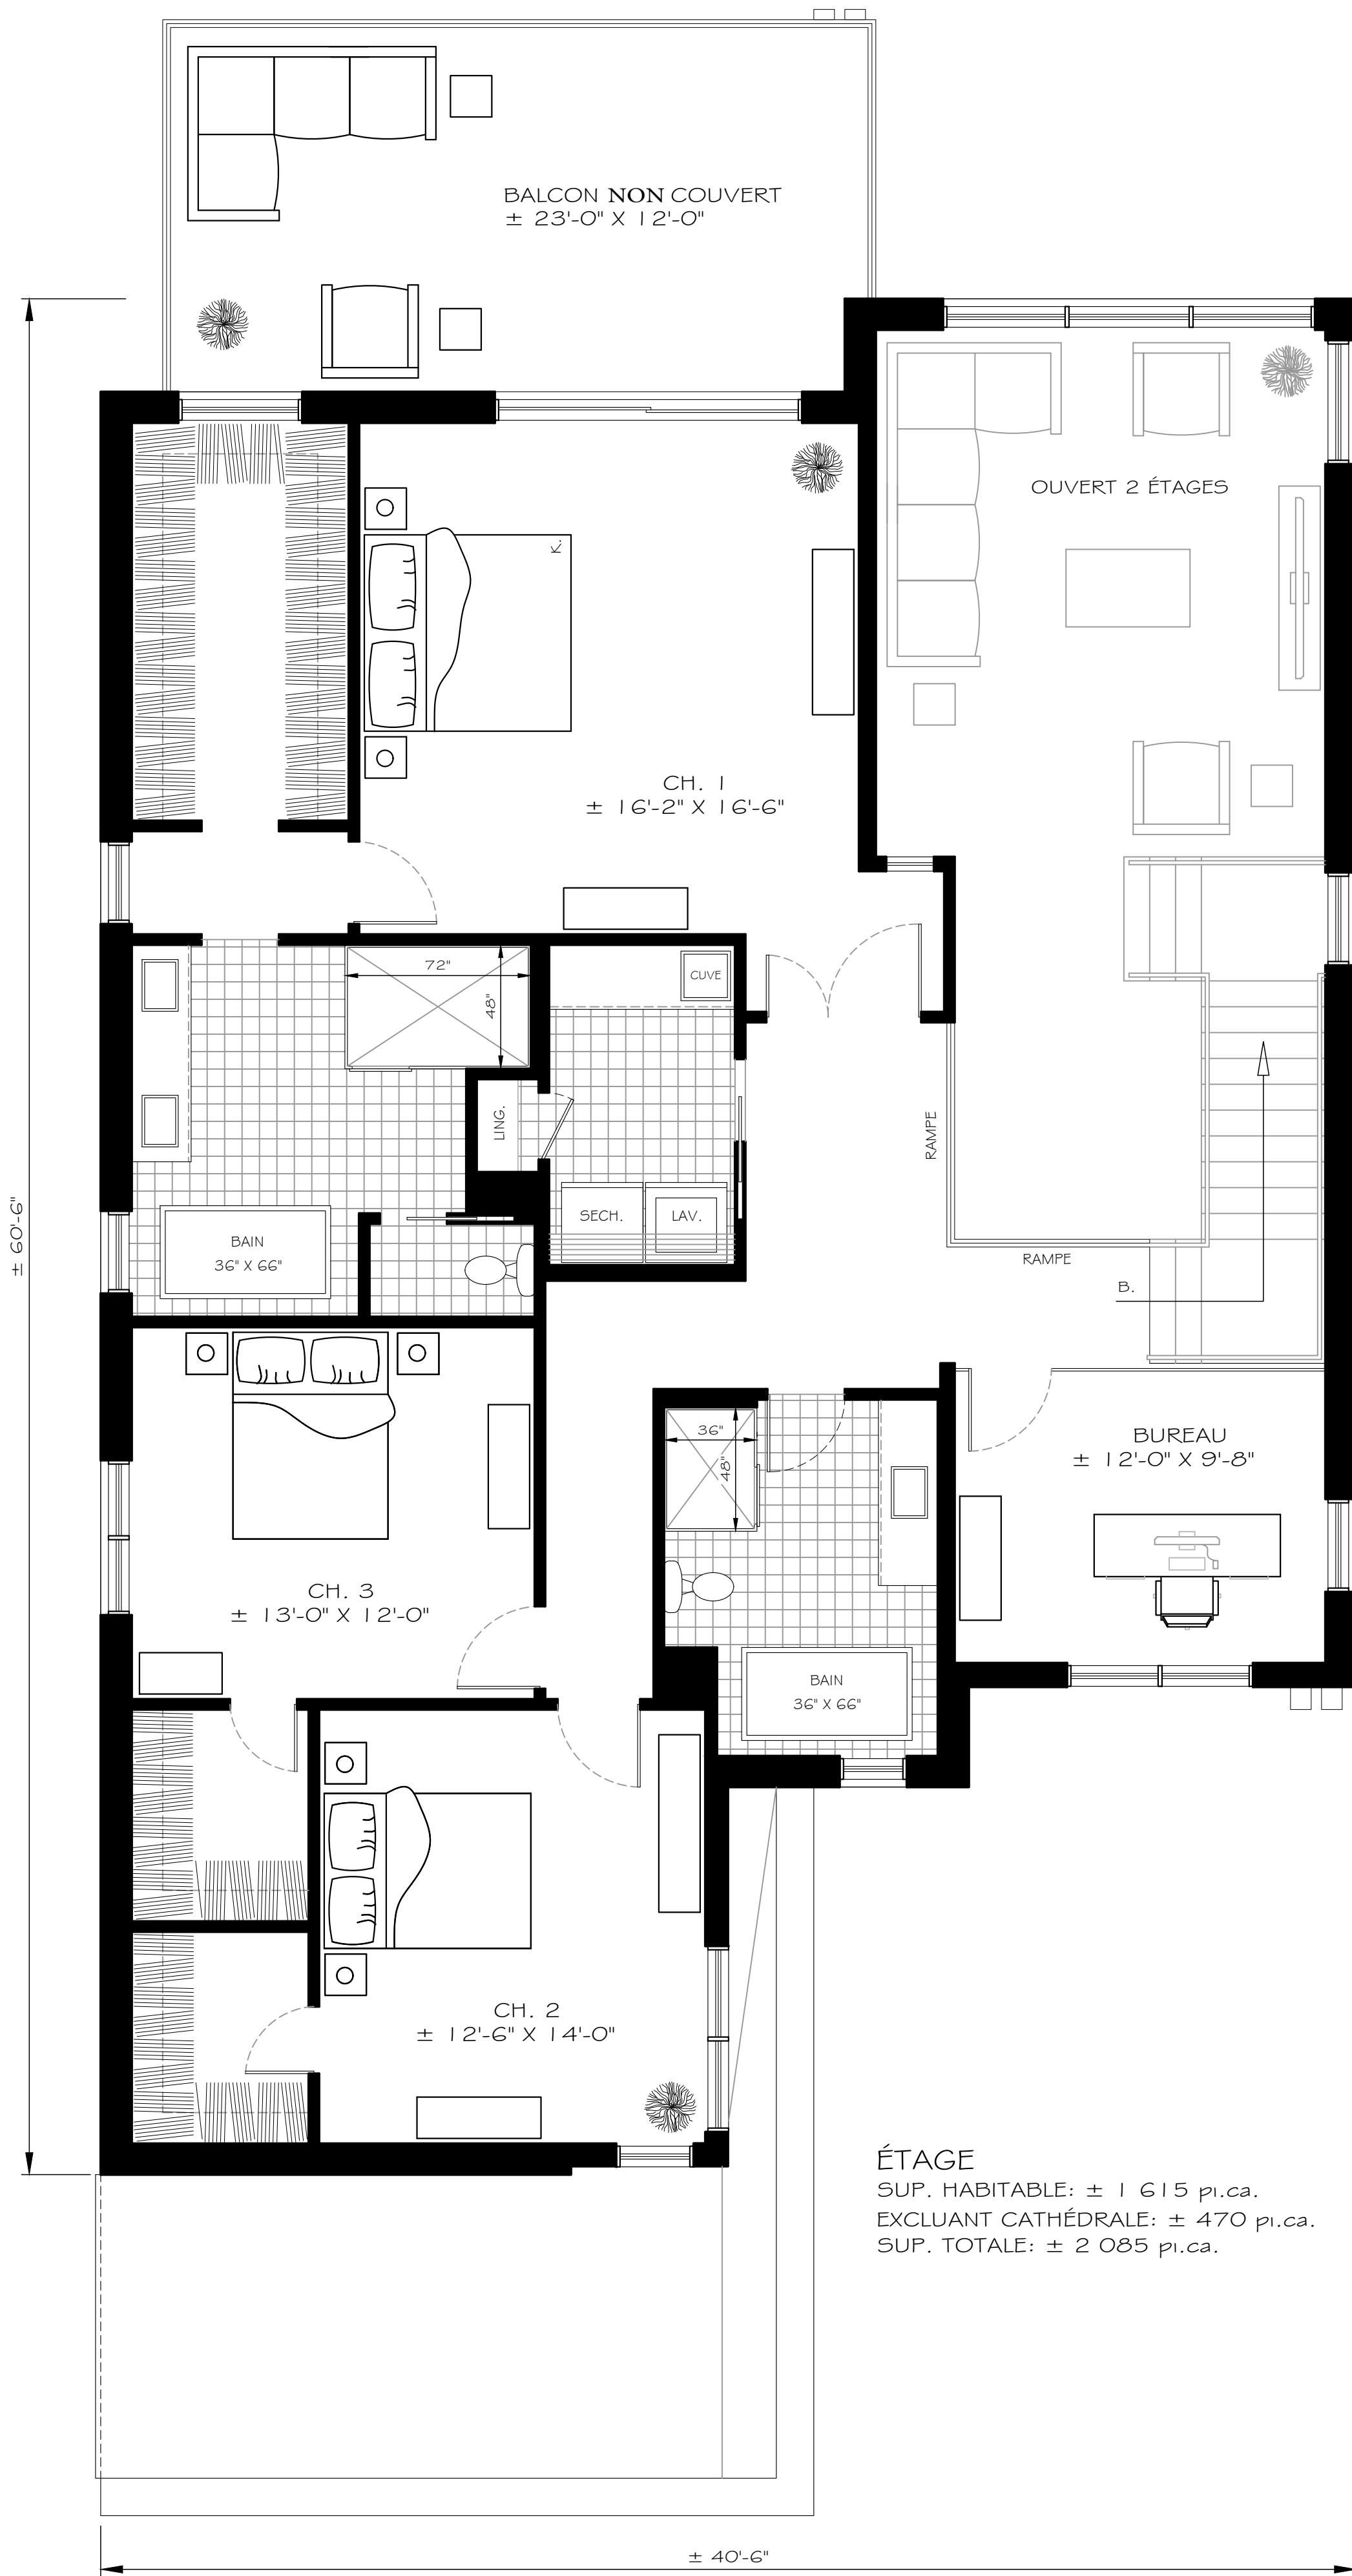 BALCON NON COUVERT
± 23'-0" X 12'-0"
OUVERT 2 ÉTAGES
K.
CH. 1
± 16'-2" X 16'-6"
72"
48"
CUVE
LING.
RAMPE
SECH.
LAV.
BAIN
36" X 66"
RAMPE
B.
± 60'-6"
36"
48"
BUREAU
± 12'-0" X 9'-8"
CH. 3
± 13'-0" X 12'-0"
BAIN
36" X 66"
CH. 2
± 12'-6" X 14'-0"
ÉTAGE
SUP. HABITABLE: ± 1 615 pi.ca.
EXCLUANT CATHÉDRALE: ± 470 pi.ca.
SUP. TOTALE: ± 2 085 pi.ca.
± 40'-6"